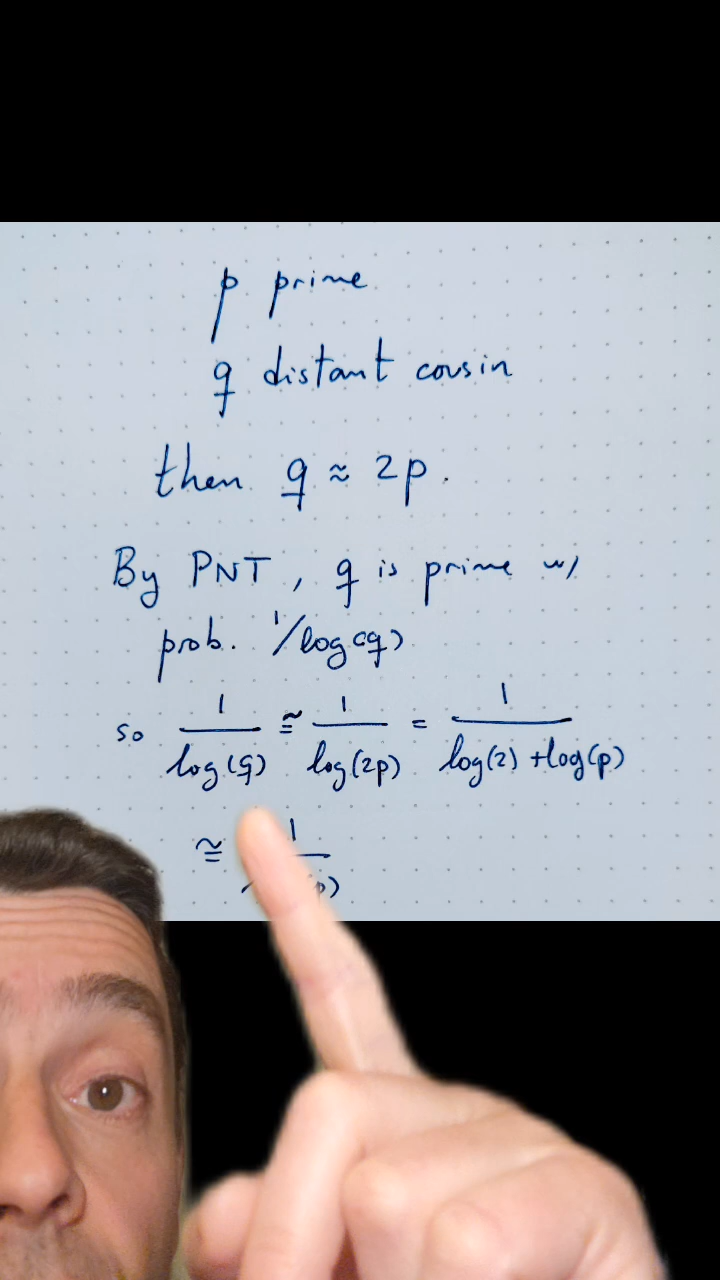 p prime
q distant cousin
then q ≈ 2p.
By PNT, q is prime w/
prob. 1/log(q)
so 1/log(q) ≅ 1/log(2p) = 1/(log(2)+log(p))
≅ 1/